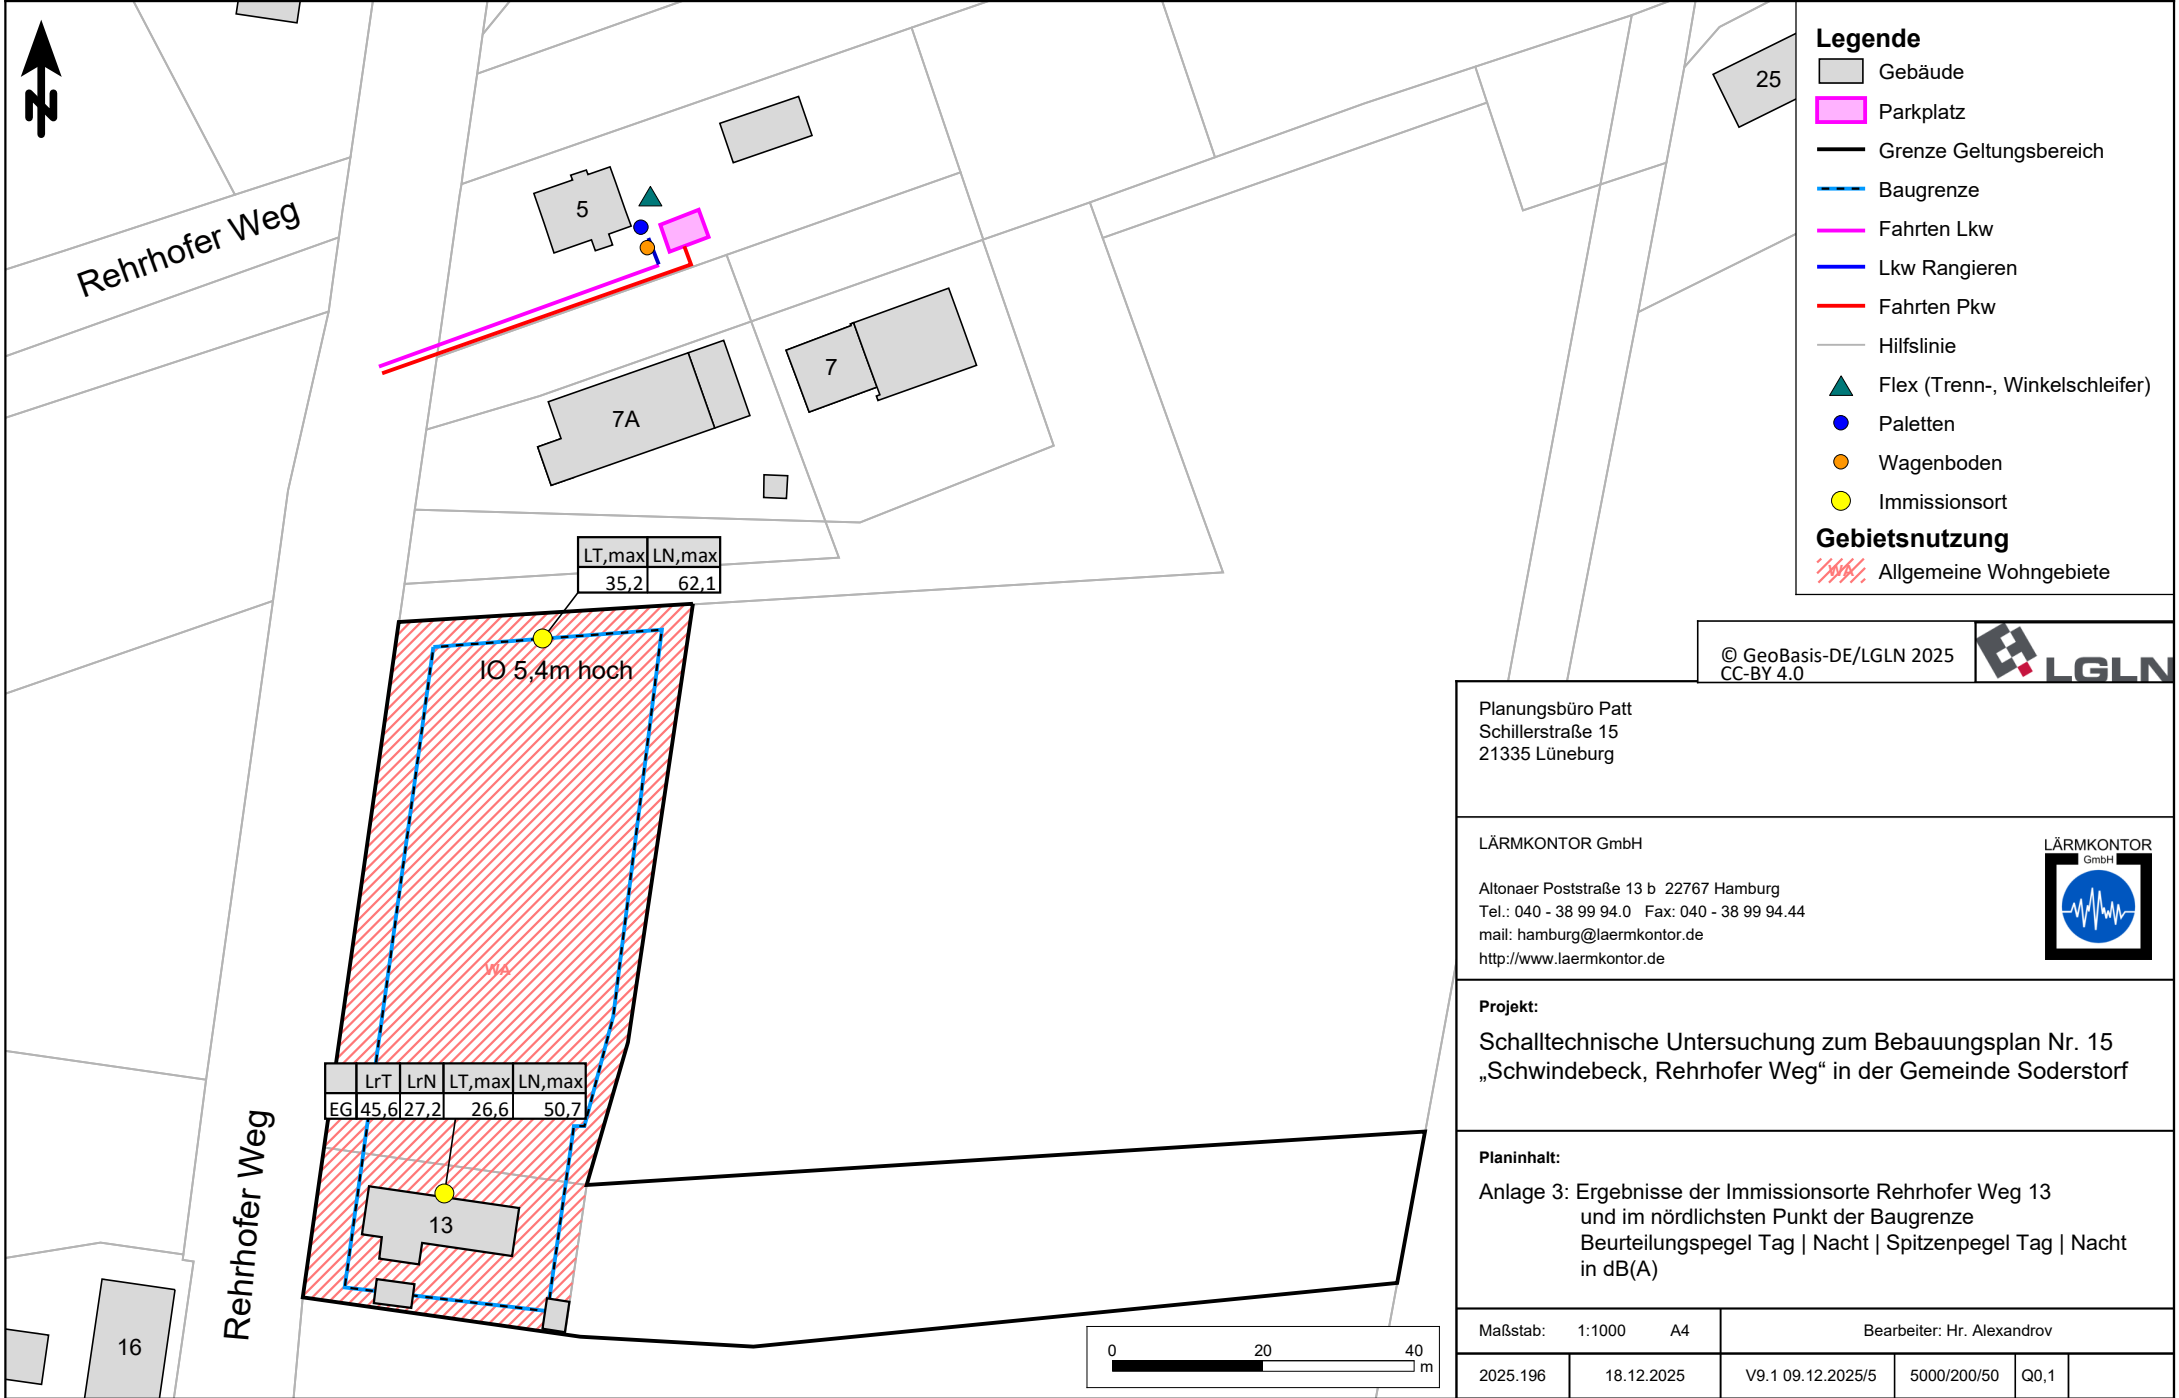 N
Rehrhofer Weg
5
7
7A
25
LT,max LN,max
35,2 62,1
IO 5,4m hoch
WA
LrT LrN LT,max LN,max
EG 45,6 27,2 26,6 50,7
13
16
Rehrhofer Weg
0 20 40
m
Legende
Gebäude
Parkplatz
Grenze Geltungsbereich
Baugrenze
Fahrten Lkw
Lkw Rangieren
Fahrten Pkw
Hilfslinie
Flex (Trenn-, Winkelschleifer)
Paletten
Wagenboden
Immissionsort
Gebietsnutzung
WA Allgemeine Wohngebiete
© GeoBasis-DE/LGLN 2025
CC-BY 4.0
LGLN
Planungsbüro Patt
Schillerstraße 15
21335 Lüneburg
LÄRMKONTOR GmbH
Altonaer Poststraße 13 b 22767 Hamburg
Tel.: 040 - 38 99 94.0 Fax: 040 - 38 99 94.44
mail: hamburg@laermkontor.de
http://www.laermkontor.de
LÄRMKONTOR
GmbH
Projekt:
Schalltechnische Untersuchung zum Bebauungsplan Nr. 15
„Schwindebeck, Rehrhofer Weg“ in der Gemeinde Soderstorf
Planinhalt:
Anlage 3: Ergebnisse der Immissionsorte Rehrhofer Weg 13
und im nördlichsten Punkt der Baugrenze
Beurteilungspegel Tag | Nacht | Spitzenpegel Tag | Nacht
in dB(A)
Maßstab: 1:1000 A4 Bearbeiter: Hr. Alexandrov
2025.196 18.12.2025 V9.1 09.12.2025/5 5000/200/50 Q0,1